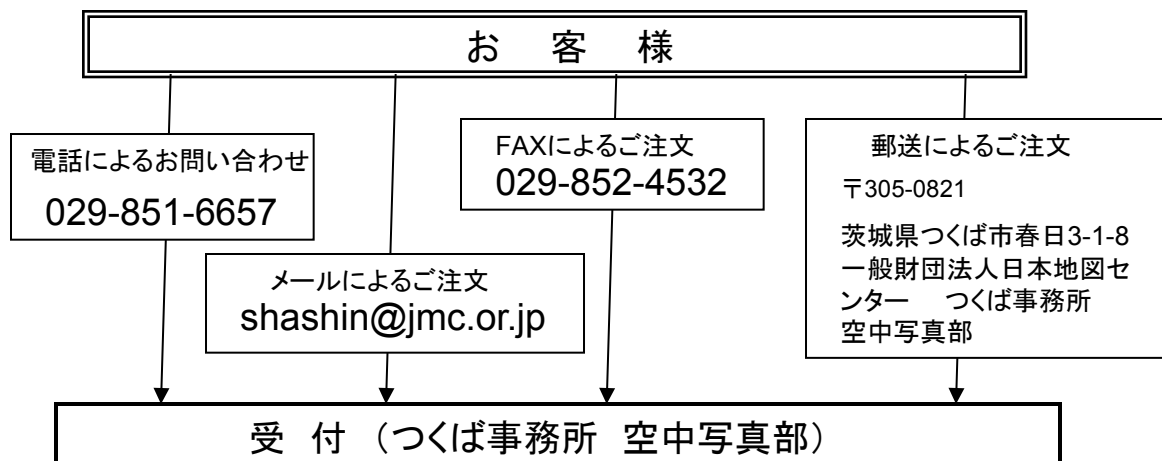 お 客 様
電話によるお問い合わせ
029-851-6657
メールによるご注文
shashin@jmc.or.jp
FAXによるご注文
029-852-4532
郵送によるご注文
〒305-0821
茨城県つくば市春日3-1-8
一般財団法人日本地図セ
ンター つくば事務所
空中写真部
受 付 （つくば事務所 空中写真部）